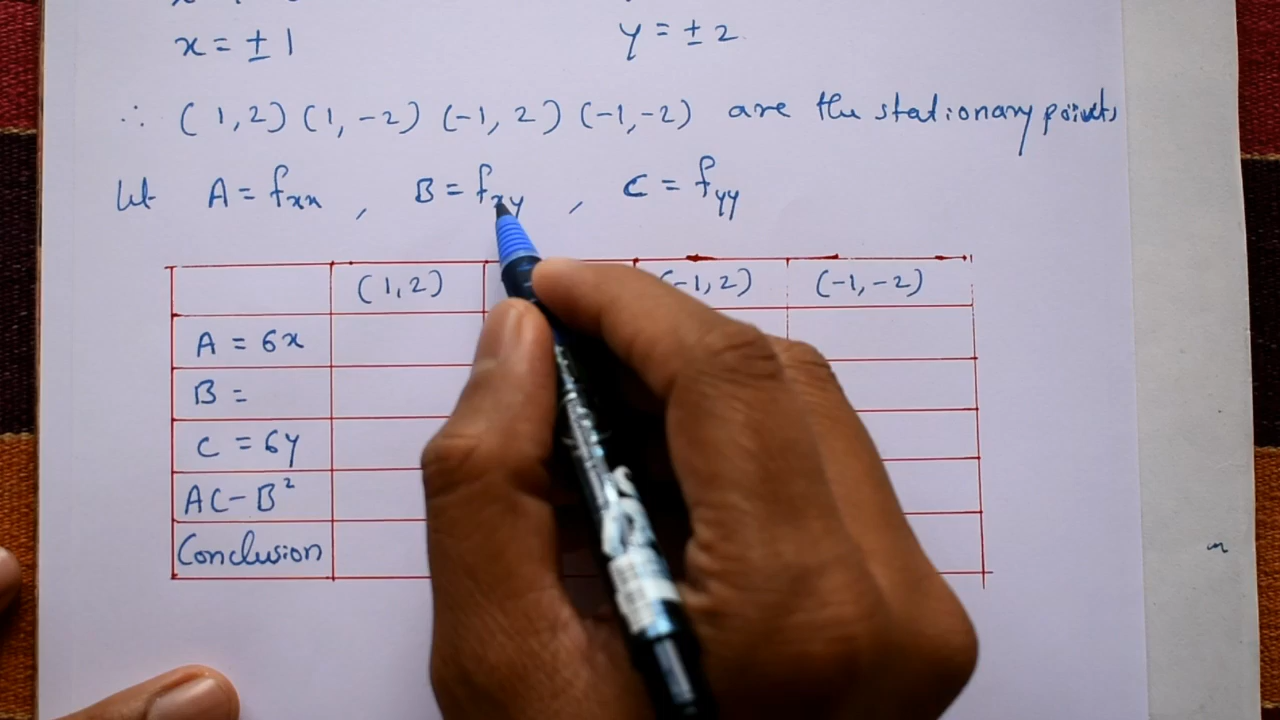 x = ± 1 y = ± 2
∴ (1,2) (1,-2) (-1,2) (-1,-2) are the stationary points
let A = fxx , B = fxy , C = fyy
(1,2) (-1,2) (-1,-2)
A = 6x
B =
C = 6y
AC-B²
Conclusion